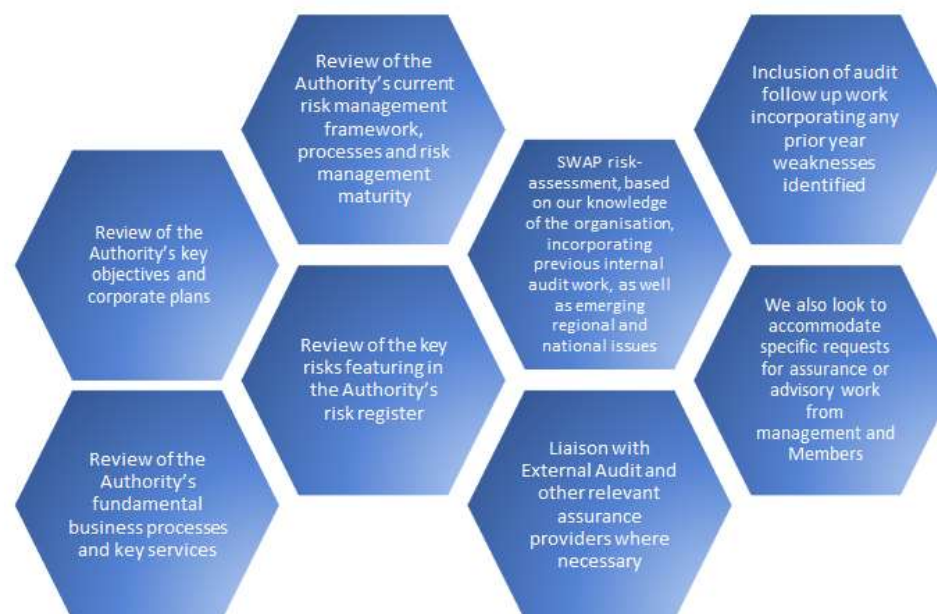 Review of the
Authority's key
objectives and
corporate plans
Review of the
Authority's
fundamental
business processes
and key services
Review of the
Authority's current
risk management
framework,
processes and risk
management
maturity
Review of the key
risks featuring in
the Authority's
risk register
SWAP risk-
assessment, based
on our knowledge
of the organisation,
incorporating
previous internal
audit work, as well
as emerging
regional and
national issues
Liaison with
External Audit and
other relevant
assurance
providers where
necessary
Inclusion of audit
follow up work
incorporating any
prior year
weaknesses
identified
We also look to
accommodate
specific requests
for assurance or
advisory work
from
management and
Members